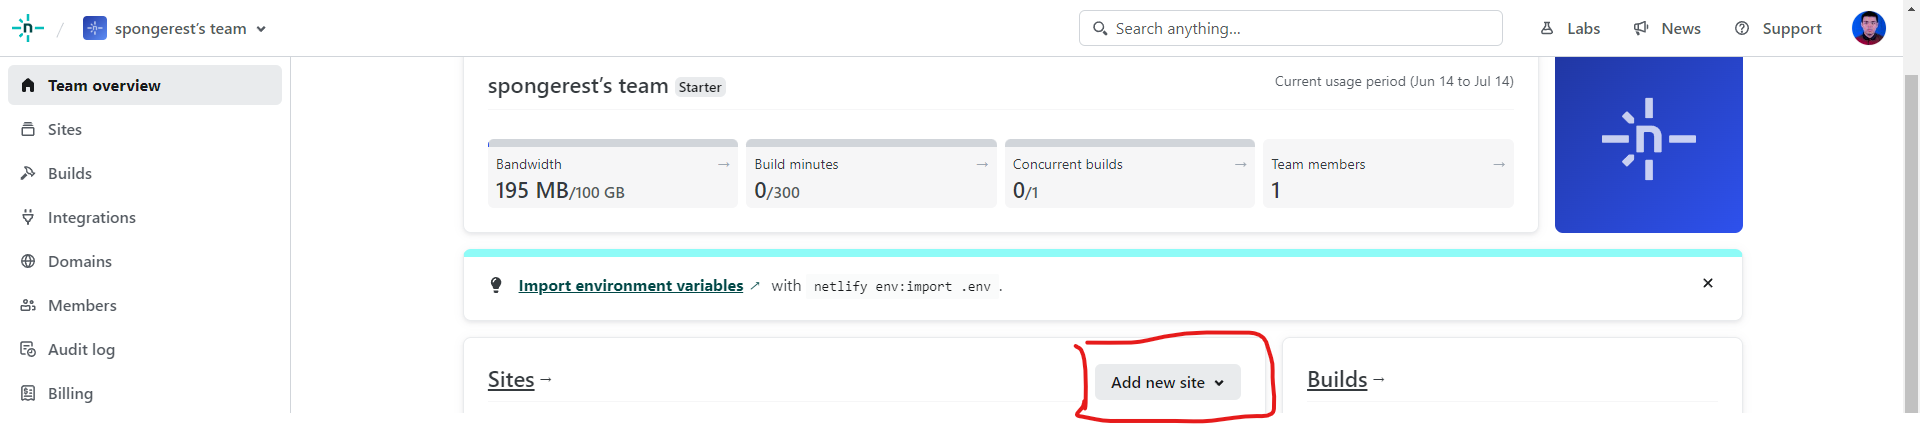 n / spongerest's team
Search anything...
Labs
News
Support
Team overview
Sites
Builds
Integrations
Domains
Members
Audit log
Billing
spongerest's team Starter
Current usage period (Jun 14 to Jul 14)
Bandwidth →
195 MB/100 GB
Build minutes →
0/300
Concurrent builds →
0/1
Team members →
1
n
Import environment variables ↗ with netlify env:import .env .
Sites →
Add new site
Builds →